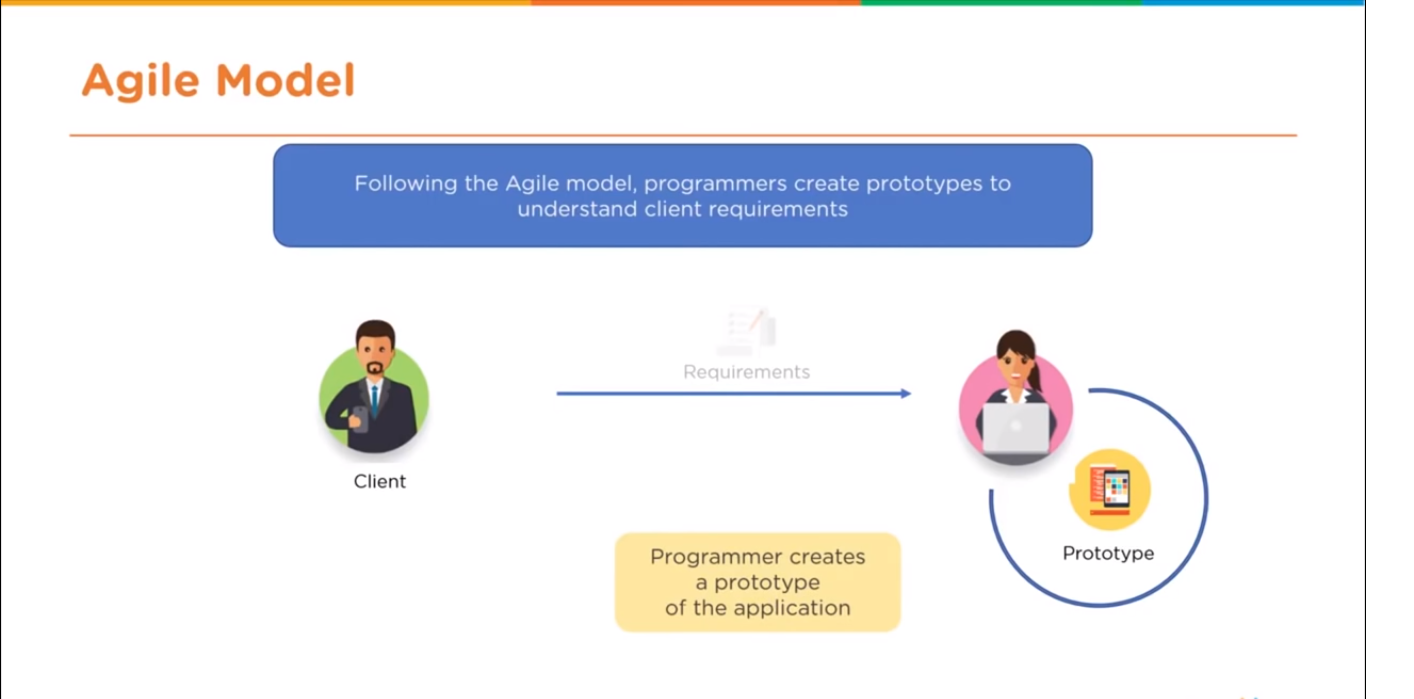 Agile Model
Following the Agile model, programmers create prototypes to
understand client requirements
Requirements
Client
Prototype
Programmer creates
a prototype
of the application